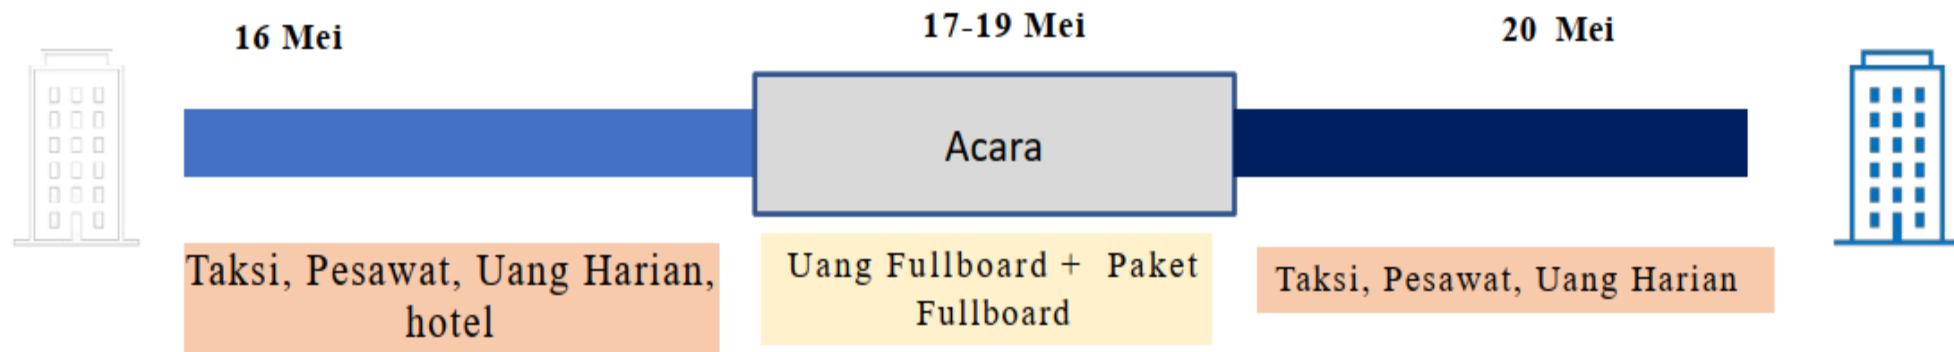 16 Mei
17-19 Mei
20 Mei
Acara
Taksi, Pesawat, Uang Harian,
hotel
Uang Fullboard + Paket
Fullboard
Taksi, Pesawat, Uang Harian